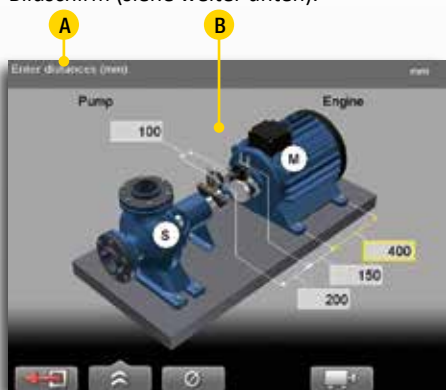 Bildschirm (siehe weiter unten).
A
B
Enter distances (mm)
mm
Pump
Engine
100
M
S
400
150
200